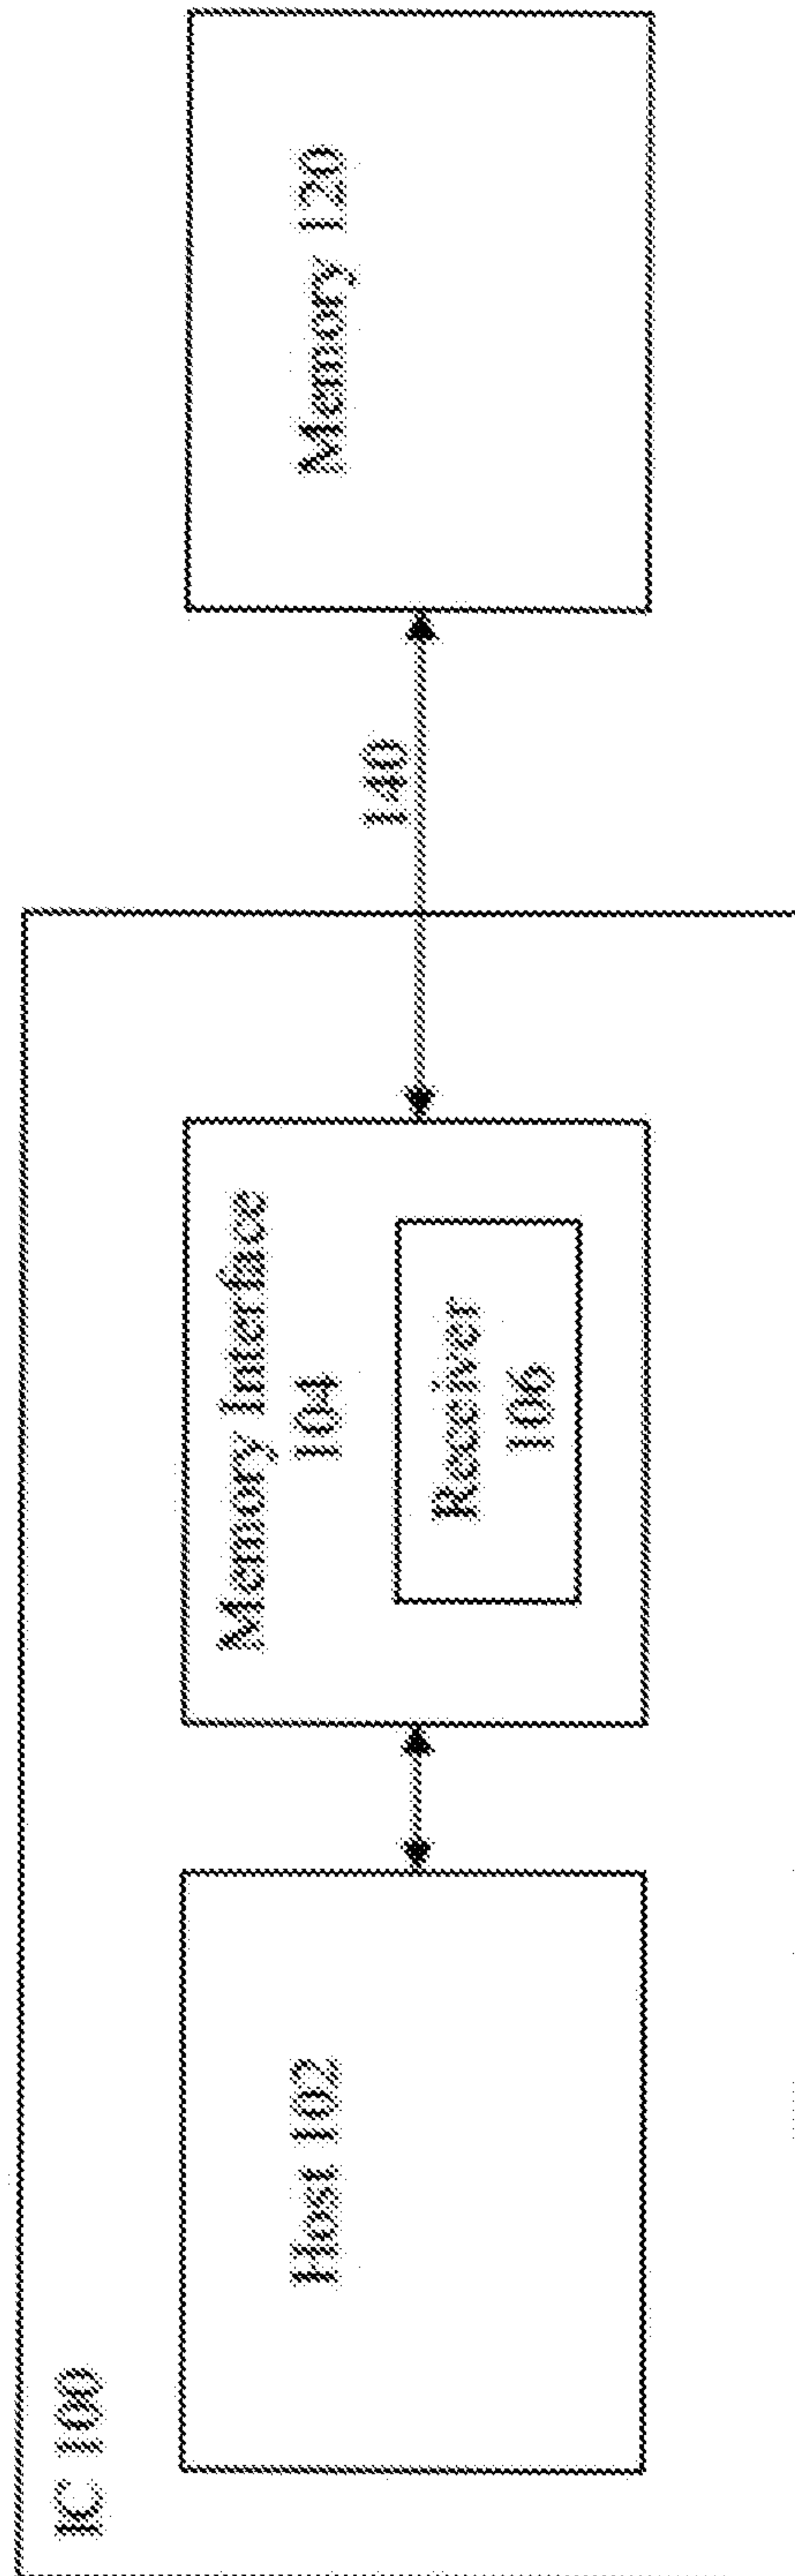 IC 100
Host 102
Memory Interface
104
Receiver
106
140
Memory 120